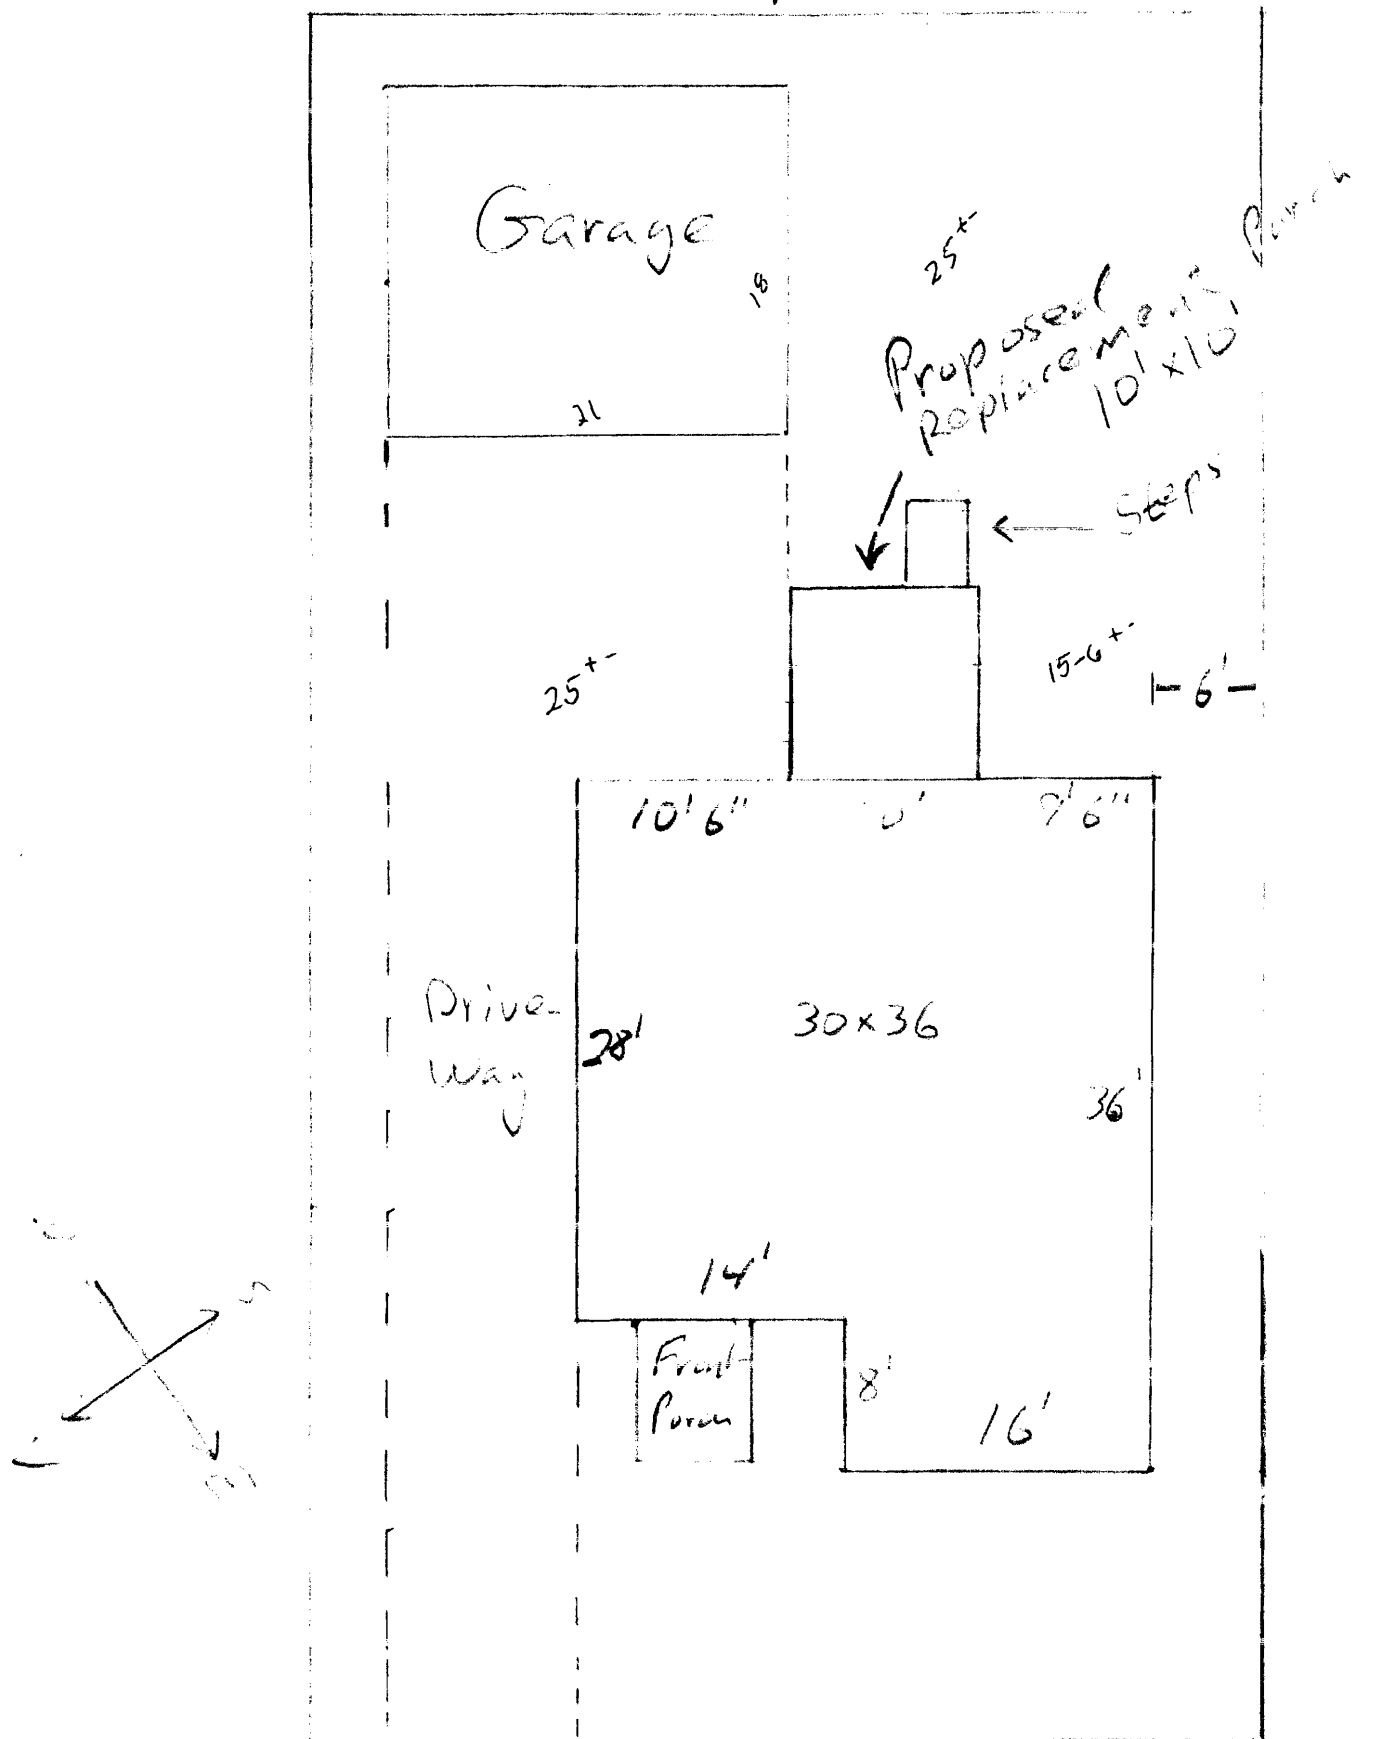 Garage
18
21
25 +-
Proposed
Replacement Porch
10'x10'
Steps
25 +-
15-6 +-
6'
10'6"
10'
9'6"
Drive-
Way
28'
30x36
36'
14'
Front
Porch
8'
16'
S